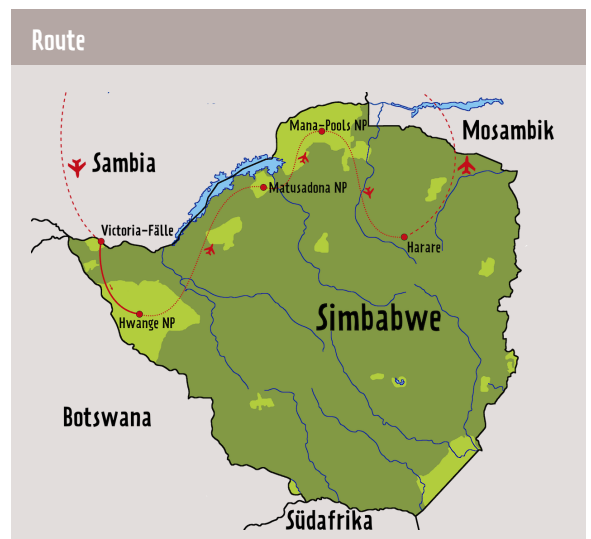 Route
Mana-Pools NP
Mosambik
Sambia
Matusadona NP
Victoria-Fälle
Harare
Simbabwe
Hwange NP
Botswana
Südafrika